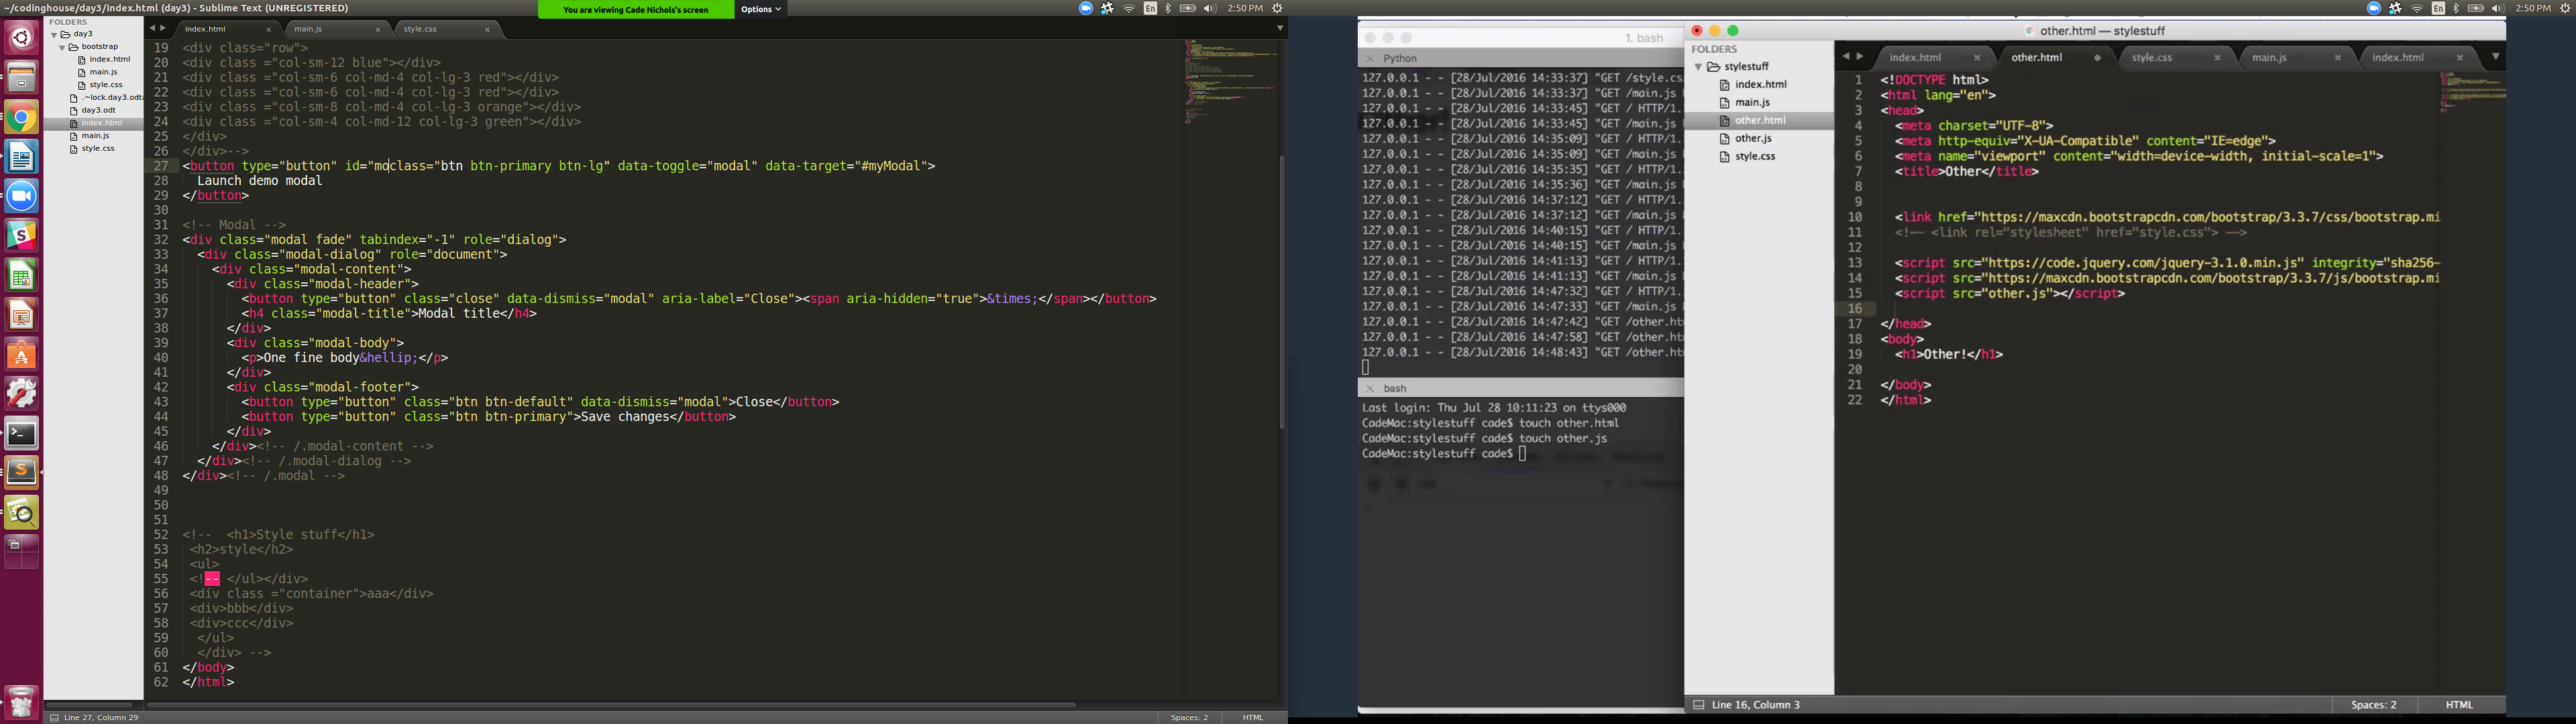 ~/codinghouse/day3/index.html (day3) - Sublime Text (UNREGISTERED)
You are viewing Cade Nichols's screen
Options
En
2:50 PM
FOLDERS
day3
bootstrap
index.html
main.js
style.css
.~lock.day3.odt
day3.odt
index.html
main.js
style.css
index.html
main.js
style.css
19 <div class="row">
20 <div class ="col-sm-12 blue"></div>
21 <div class ="col-sm-6 col-md-4 col-lg-3 red"></div>
22 <div class ="col-sm-6 col-md-4 col-lg-3 red"></div>
23 <div class ="col-sm-8 col-md-4 col-lg-3 orange"></div>
24 <div class ="col-sm-4 col-md-12 col-lg-3 green"></div>
25 </div>
26 </div>-->
27 <button type="button" id="moclass="btn btn-primary btn-lg" data-toggle="modal" data-target="#myModal">
28 Launch demo modal
29 </button>
30
31 <!-- Modal -->
32 <div class="modal fade" tabindex="-1" role="dialog">
33 <div class="modal-dialog" role="document">
34 <div class="modal-content">
35 <div class="modal-header">
36 <button type="button" class="close" data-dismiss="modal" aria-label="Close"><span aria-hidden="true">&times;</span></button>
37 <h4 class="modal-title">Modal title</h4>
38 </div>
39 <div class="modal-body">
40 <p>One fine body&hellip;</p>
41 </div>
42 <div class="modal-footer">
43 <button type="button" class="btn btn-default" data-dismiss="modal">Close</button>
44 <button type="button" class="btn btn-primary">Save changes</button>
45 </div>
46 </div><!-- /.modal-content -->
47 </div><!-- /.modal-dialog -->
48 </div><!-- /.modal -->
49
50
51
52 <!-- <h1>Style stuff</h1>
53 <h2>style</h2>
54 <ul>
55 <!-- </ul></div>
56 <div class ="container">aaa</div>
57 <div>bbb</div>
58 <div>ccc</div>
59 </ul>
60 </div> -->
61 </body>
62 </html>
Line 27, Column 29
Spaces: 2
HTML
En
2:50 PM
1. bash
Python
127.0.0.1 - - [28/Jul/2016 14:33:37] "GET /style.cs
127.0.0.1 - - [28/Jul/2016 14:33:37] "GET /main.js
127.0.0.1 - - [28/Jul/2016 14:33:45] "GET / HTTP/1.
127.0.0.1 - - [28/Jul/2016 14:33:45] "GET /main.js
127.0.0.1 - - [28/Jul/2016 14:35:09] "GET / HTTP/1.
127.0.0.1 - - [28/Jul/2016 14:35:09] "GET /main.js
127.0.0.1 - - [28/Jul/2016 14:35:35] "GET / HTTP/1.
127.0.0.1 - - [28/Jul/2016 14:35:36] "GET /main.js
127.0.0.1 - - [28/Jul/2016 14:37:12] "GET / HTTP/1.
127.0.0.1 - - [28/Jul/2016 14:37:12] "GET /main.js
127.0.0.1 - - [28/Jul/2016 14:40:15] "GET / HTTP/1.
127.0.0.1 - - [28/Jul/2016 14:40:15] "GET /main.js
127.0.0.1 - - [28/Jul/2016 14:41:13] "GET / HTTP/1.
127.0.0.1 - - [28/Jul/2016 14:41:13] "GET /main.js
127.0.0.1 - - [28/Jul/2016 14:47:32] "GET / HTTP/1.
127.0.0.1 - - [28/Jul/2016 14:47:33] "GET /main.js
127.0.0.1 - - [28/Jul/2016 14:47:42] "GET /other.ht
127.0.0.1 - - [28/Jul/2016 14:47:58] "GET /other.ht
127.0.0.1 - - [28/Jul/2016 14:48:43] "GET /other.ht
bash
Last login: Thu Jul 28 10:11:23 on ttys000
CadeMac:stylestuff cade$ touch other.html
CadeMac:stylestuff cade$ touch other.js
CadeMac:stylestuff cade$
other.html — stylestuff
FOLDERS
stylestuff
index.html
main.js
other.html
other.js
style.css
index.html
other.html
style.css
main.js
index.html
1 <!DOCTYPE html>
2 <html lang="en">
3 <head>
4 <meta charset="UTF-8">
5 <meta http-equiv="X-UA-Compatible" content="IE=edge">
6 <meta name="viewport" content="width=device-width, initial-scale=1">
7 <title>Other</title>
8
9
10 <link href="https://maxcdn.bootstrapcdn.com/bootstrap/3.3.7/css/bootstrap.mi
11 <!-- <link rel="stylesheet" href="style.css"> -->
12
13 <script src="https://code.jquery.com/jquery-3.1.0.min.js" integrity="sha256-
14 <script src="https://maxcdn.bootstrapcdn.com/bootstrap/3.3.7/js/bootstrap.mi
15 <script src="other.js"></script>
16
17 </head>
18 <body>
19 <h1>Other!</h1>
20
21 </body>
22 </html>
Line 16, Column 3
Spaces: 2
HTML